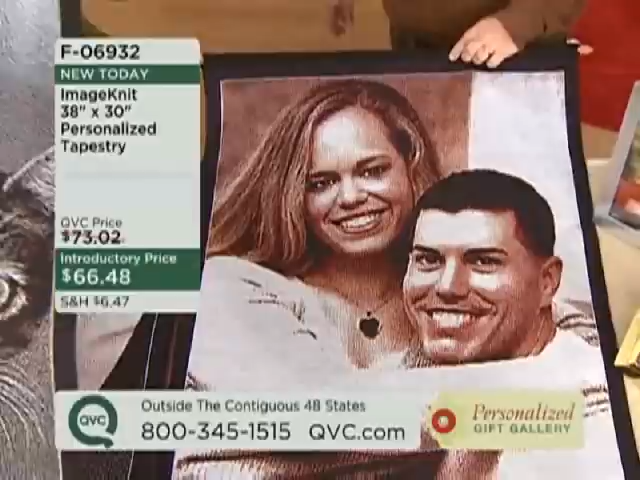 F-06932
NEW TODAY
ImageKnit
38" x 30"
Personalized
Tapestry
QVC Price
$73.02
Introductory Price
$66.48
S&H $6.47
QVC
Outside The Contiguous 48 States
800-345-1515 QVC.com
Personalized
GIFT GALLERY